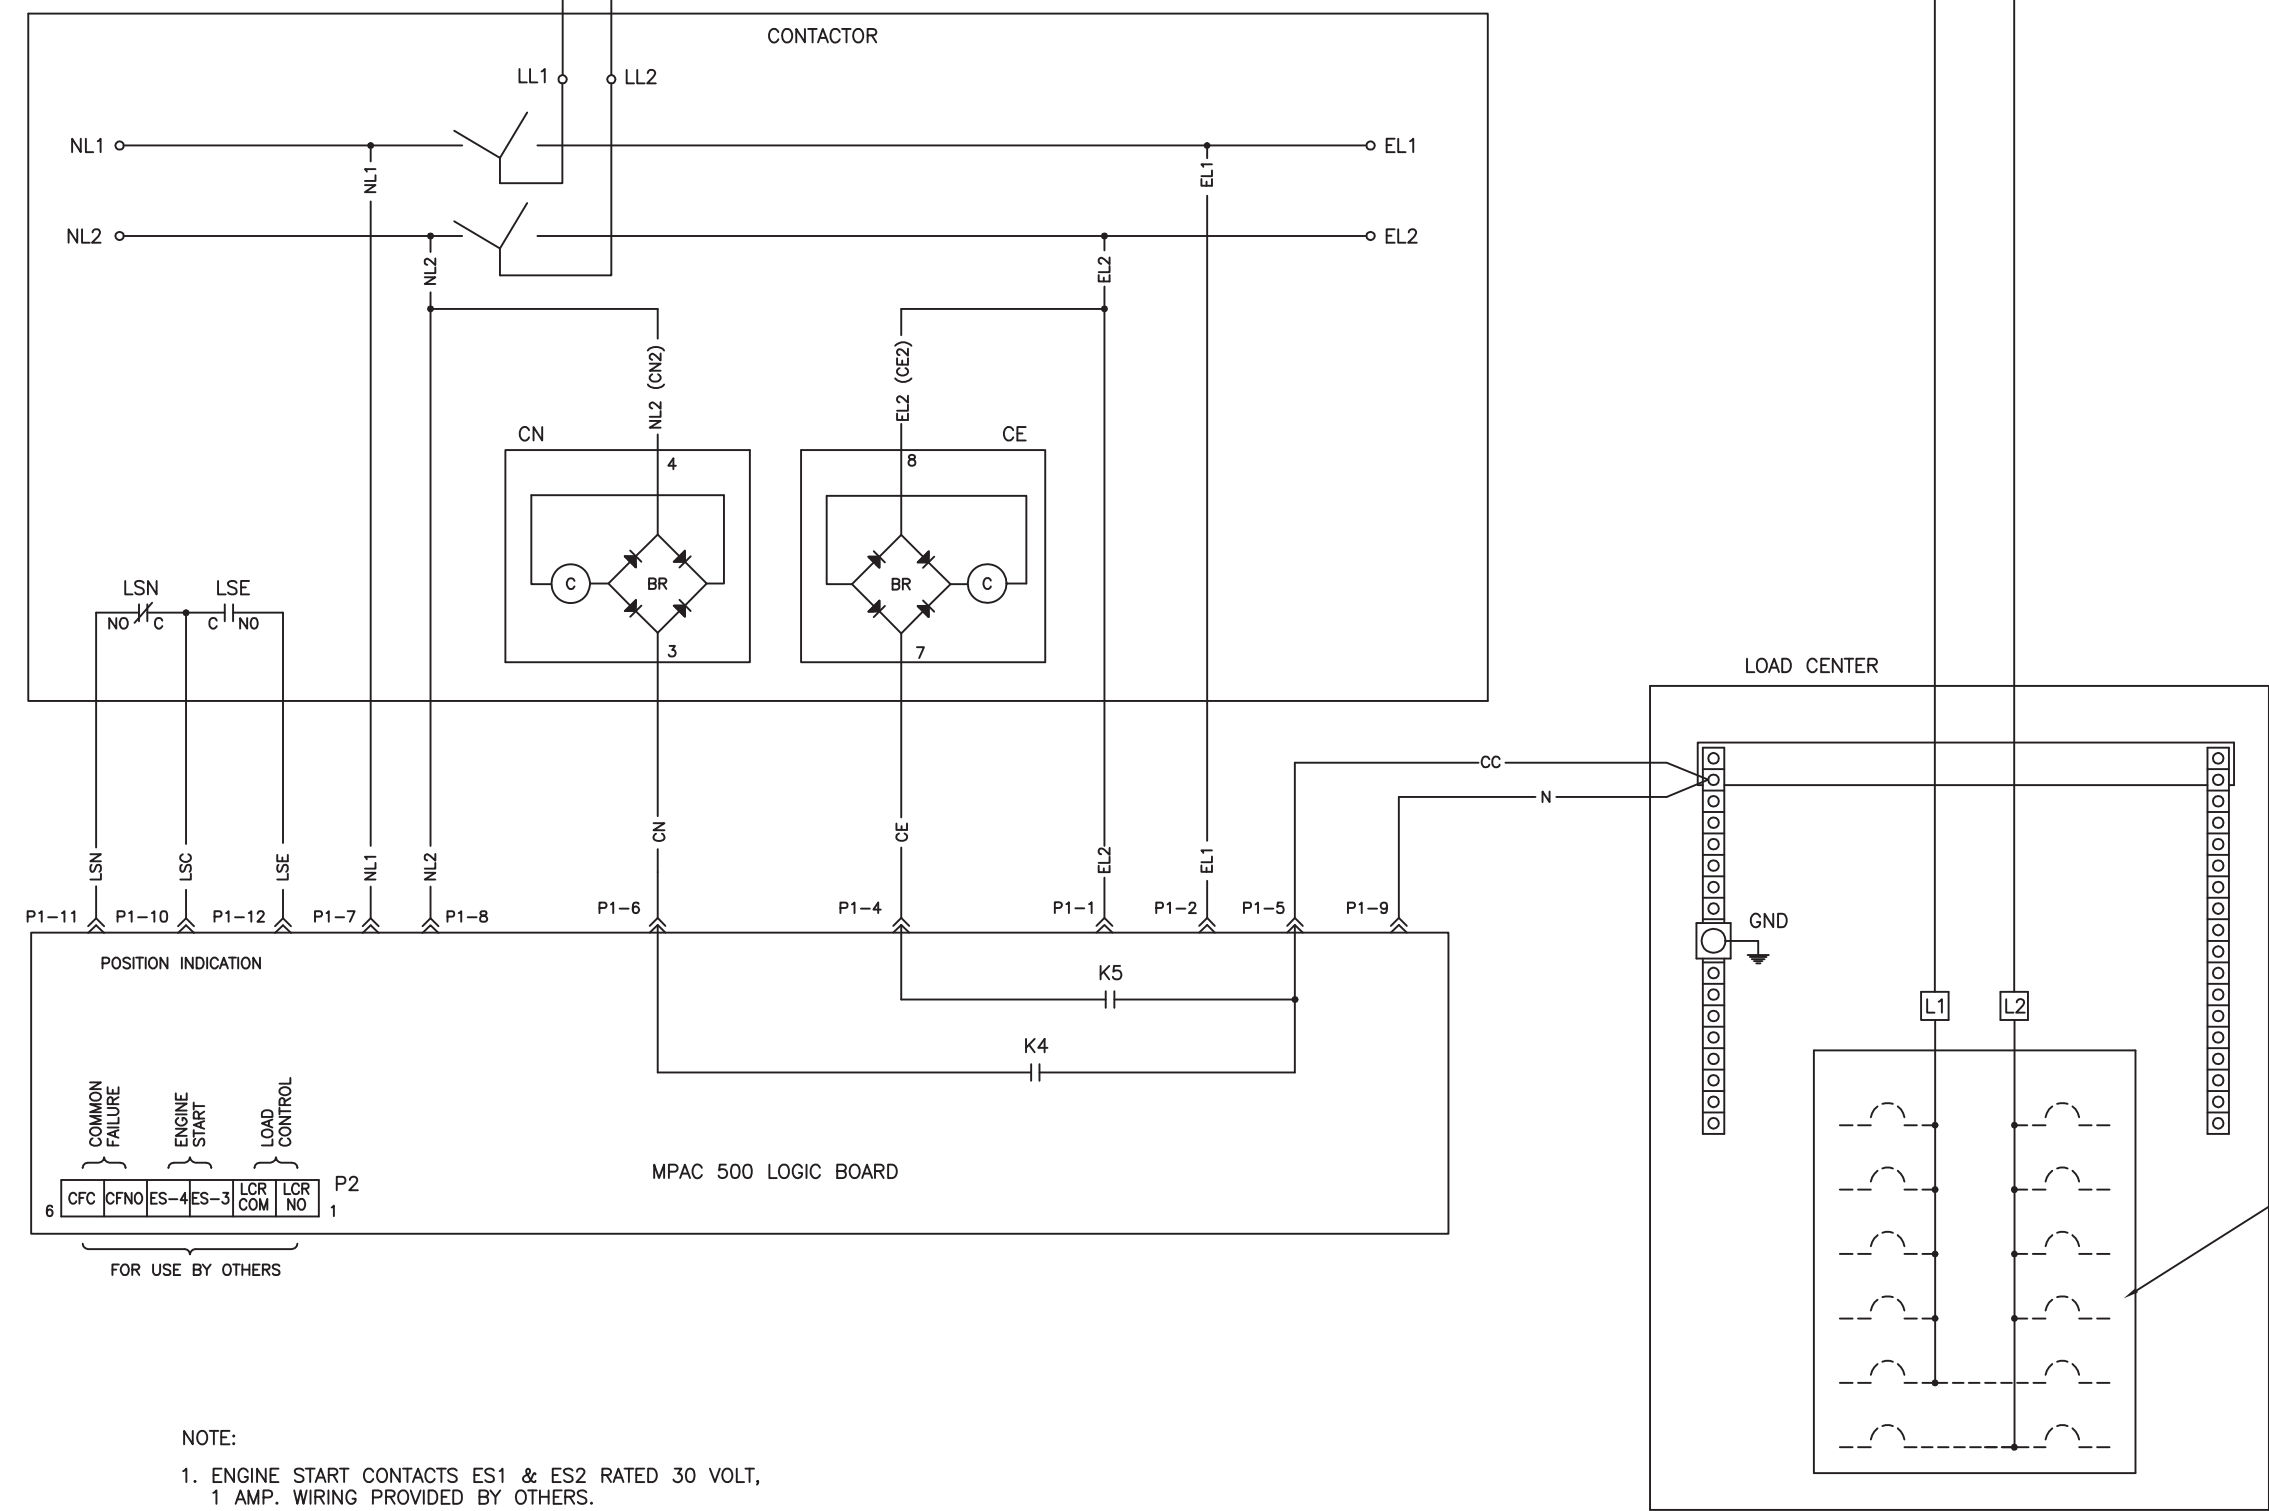 CONTACTOR
LL1
LL2
NL1
EL1
NL1
EL1
NL2
EL2
NL2
EL2
NL2 (CN2)
EL2 (CE2)
CN
CE
4
8
C
BR
BR
C
3
7
LSN
LSE
NO
C
C
NO
LOAD CENTER
CC
N
LSN
LSC
LSE
NL1
NL2
CN
CE
EL2
EL1
P1-11
P1-10
P1-12
P1-7
P1-8
P1-6
P1-4
P1-1
P1-2
P1-5
P1-9
GND
POSITION INDICATION
K5
K4
L1
L2
COMMON
FAILURE
ENGINE
START
LOAD
CONTROL
MPAC 500 LOGIC BOARD
P2
6
CFC
CFNO
ES-4
ES-3
LCR
COM
LCR
NO
1
FOR USE BY OTHERS
NOTE:
1. ENGINE START CONTACTS ES1 & ES2 RATED 30 VOLT,
1 AMP. WIRING PROVIDED BY OTHERS.